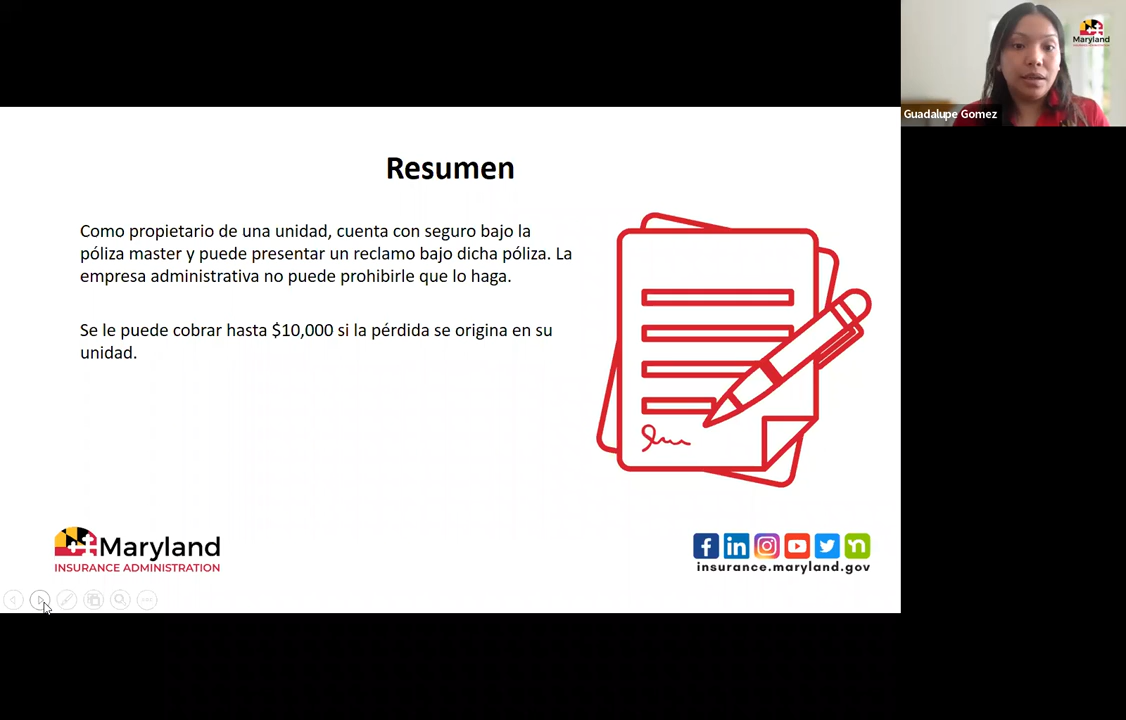 Maryland
INSURANCE ADMINISTRATION
Guadalupe Gomez
Resumen
Como propietario de una unidad, cuenta con seguro bajo la
póliza master y puede presentar un reclamo bajo dicha póliza. La
empresa administrativa no puede prohibirle que lo haga.
Se le puede cobrar hasta $10,000 si la pérdida se origina en su
unidad.
Maryland
INSURANCE ADMINISTRATION
insurance.maryland.gov